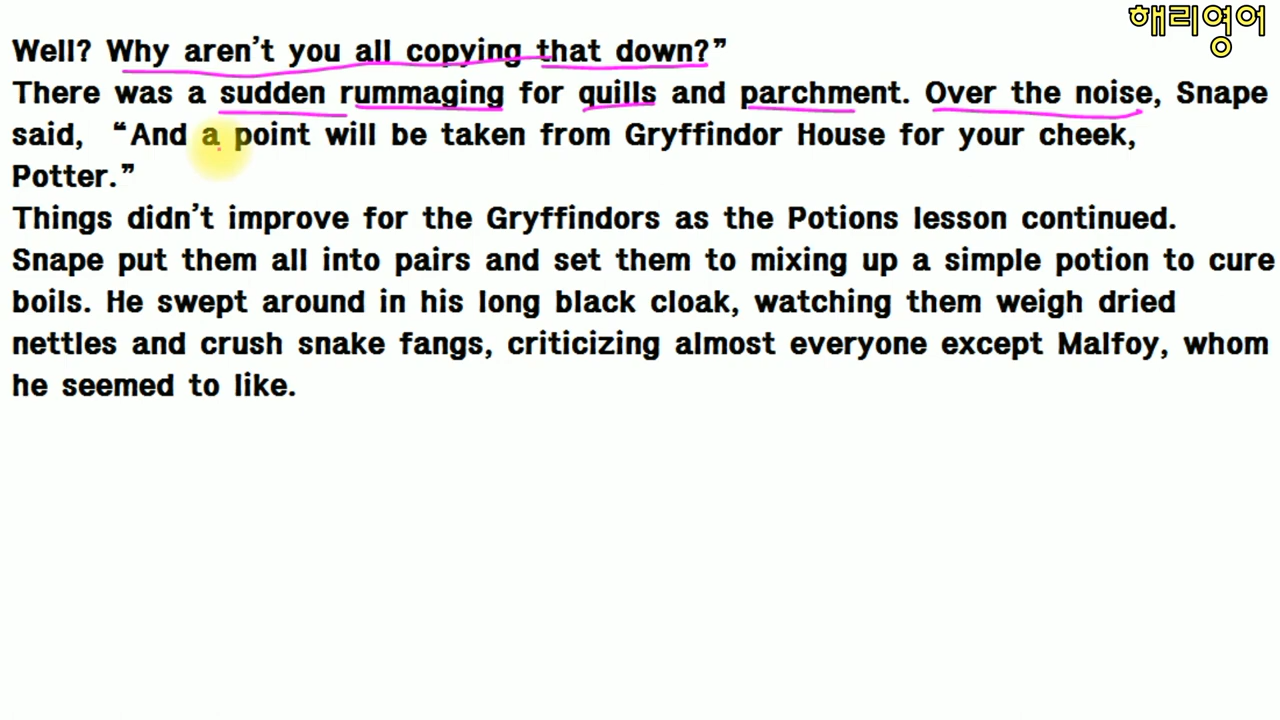 해리영어
Well? Why aren't you all copying that down?”
There was a sudden rummaging for quills and parchment. Over the noise, Snape
said, “And a point will be taken from Gryffindor House for your cheek,
Potter.”
Things didn't improve for the Gryffindors as the Potions lesson continued.
Snape put them all into pairs and set them to mixing up a simple potion to cure
boils. He swept around in his long black cloak, watching them weigh dried
nettles and crush snake fangs, criticizing almost everyone except Malfoy, whom
he seemed to like.